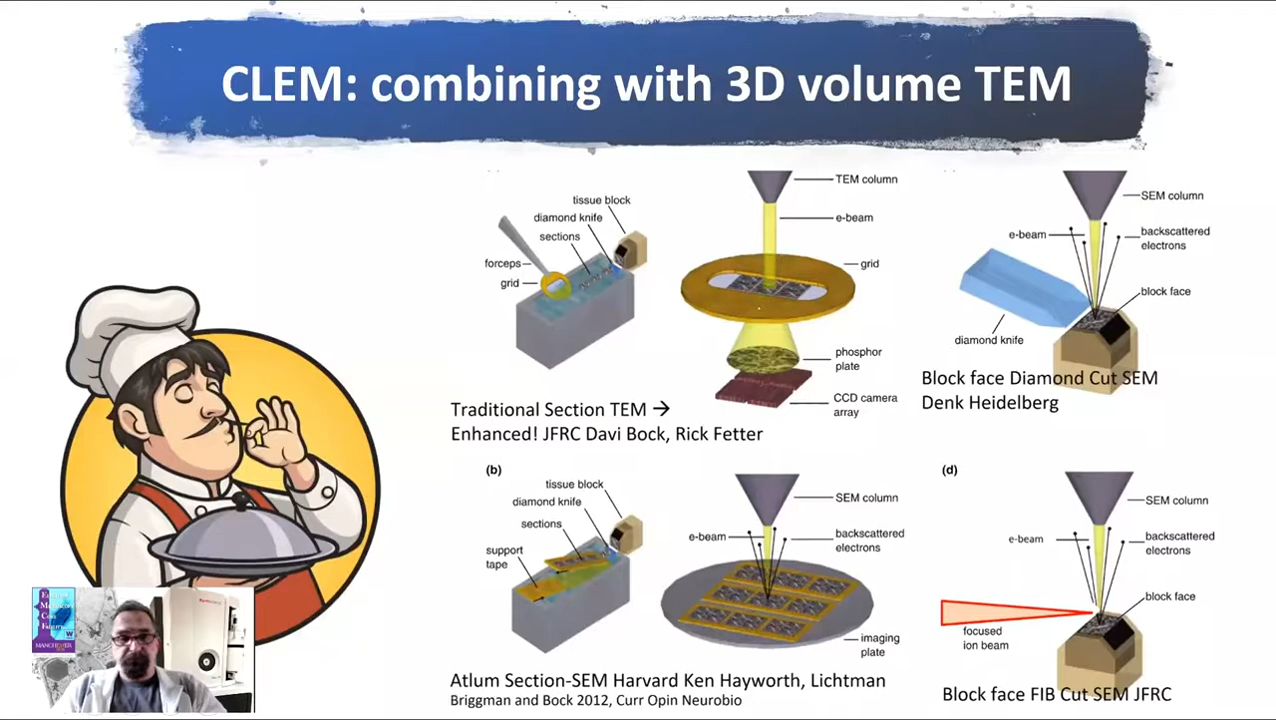 CLEM: combining with 3D volume TEM
tissue block
diamond knife
sections
forceps
grid
TEM column
e-beam
grid
phosphor
plate
CCD camera
array
Traditional Section TEM →
Enhanced! JFRC Davi Bock, Rick Fetter
SEM column
e-beam
backscattered
electrons
block face
diamond knife
Block face Diamond Cut SEM
Denk Heidelberg
(b)
tissue block
diamond knife
sections
support
tape
SEM column
e-beam
backscattered
electrons
imaging
plate
Atlum Section-SEM Harvard Ken Hayworth, Lichtman
Briggman and Bock 2012, Curr Opin Neurobio
(d)
SEM column
e-beam
backscattered
electrons
block face
focused
ion beam
Block face FIB Cut SEM JFRC
MANCHESTER